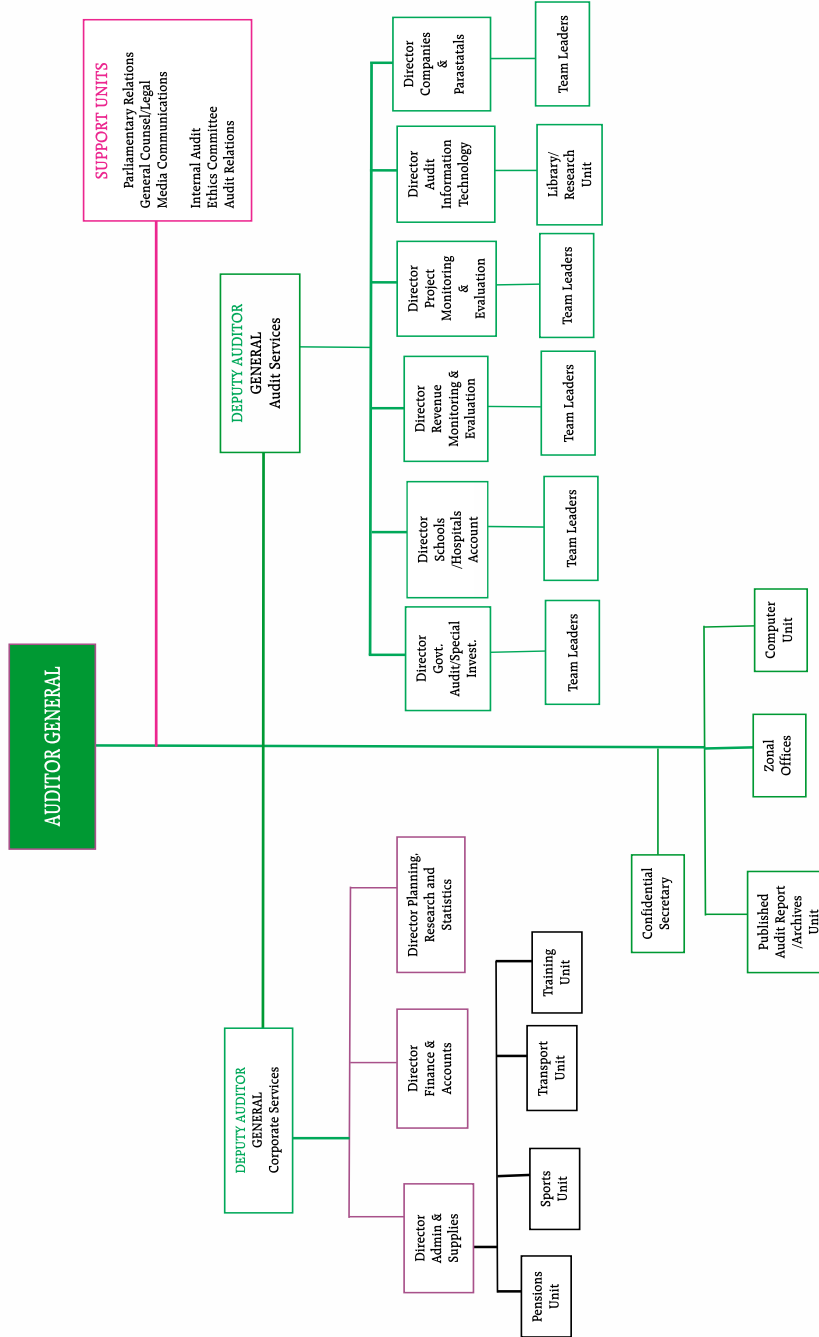 AUDITOR GENERAL
SUPPORT UNITS
Parliamentary Relations
General Counsel/Legal
Media Communications
Internal Audit
Ethics Committee
Audit Relations
DEPUTY AUDITOR
GENERAL
Corporate Services
DEPUTY AUDITOR
GENERAL
Audit Services
Director
Admin &
Supplies
Director
Finance &
Accounts
Director Planning,
Research and
Statistics
Director
Govt.
Audit/Special
Invest.
Director
Schools
/Hospitals
Account
Director
Revenue
Monitoring &
Evaluation
Director
Project
Monitoring
&
Evaluation
Director
Audit
Information
Technology
Director
Companies
&
Parastatals
Pensions
Unit
Sports
Unit
Transport
Unit
Training
Unit
Team Leaders
Team Leaders
Team Leaders
Team Leaders
Library/
Research
Unit
Team Leaders
Confidential
Secretary
Published
Audit Report
/Archives
Unit
Zonal
Offices
Computer
Unit